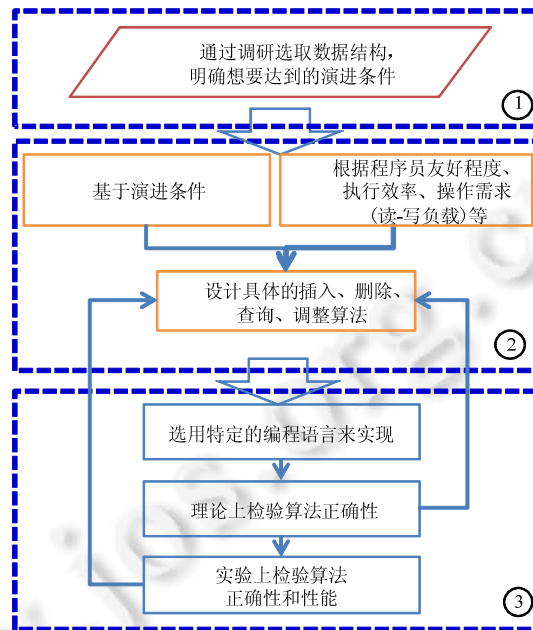 通过调研选取数据结构，
明确想要达到的演进条件
①
基于演进条件
根据程序员友好程度、
执行效率、操作需求
(读-写负载)等
设计具体的插入、删除、
查询、调整算法
②
选用特定的编程语言来实现
理论上检验算法正确性
实验上检验算法
正确性和性能
③
jos.org.c